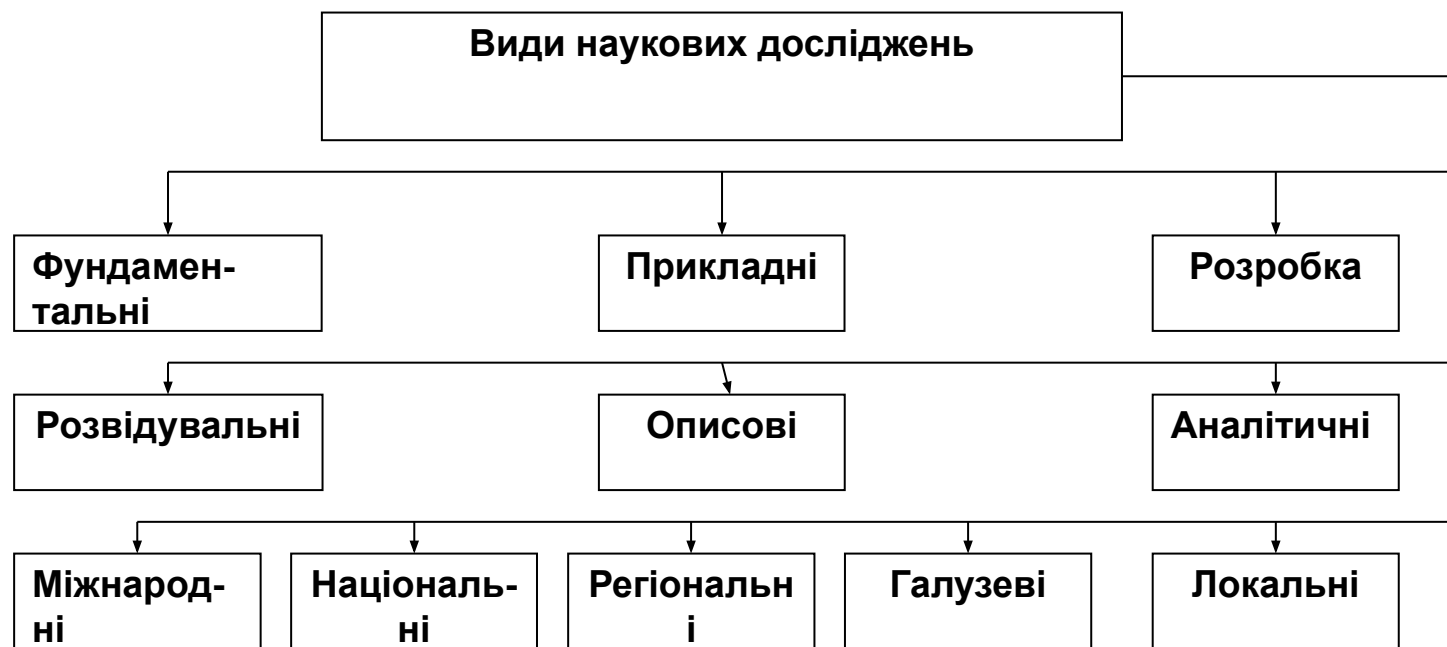 Види наукових досліджень
Фундамен-
тальні
Прикладні
Розробка
Розвідувальні
Описові
Аналітичні
Міжнарод-
ні
Національ-
ні
Регіональн
і
Галузеві
Локальні